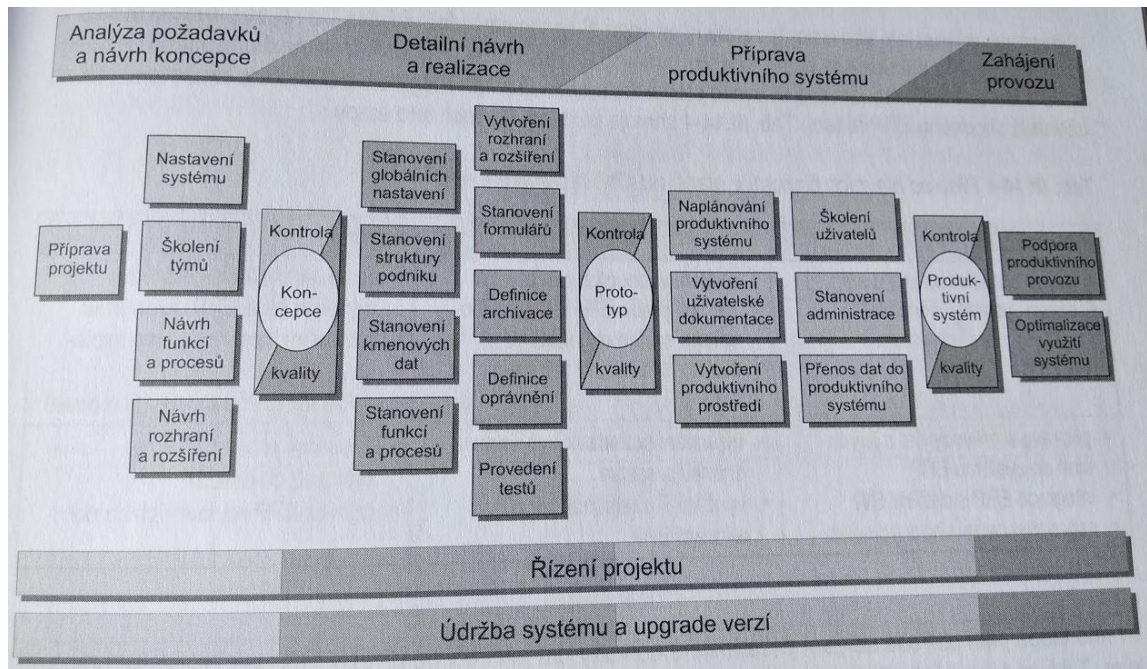 Analýza požadavků
a návrh koncepce
Detailní návrh
a realizace
Příprava
produktivního systému
Zahájení
provozu
Příprava
projektu
Nastavení
systému
Školení
týmů
Návrh
funkcí
a procesů
Návrh
rozhraní
a rozšíření
Kontrola
Kon-
cepce
kvality
Stanovení
globálních
nastavení
Stanovení
struktury
podniku
Stanovení
kmenových
dat
Stanovení
funkcí
a procesů
Vytvoření
rozhraní
a rozšíření
Stanovení
formulářů
Definice
archivace
Definice
oprávnění
Provedení
testů
Kontrola
Proto-
typ
kvality
Naplánování
produktivního
systému
Vytvoření
uživatelské
dokumentace
Vytvoření
produktivního
prostředí
Školení
uživatelů
Stanovení
administrace
Přenos dat do
produktivního
systému
Kontrola
Produk-
tivní
systém
kvality
Podpora
produktivního
provozu
Optimalizace
využití
systému
Řízení projektu
Údržba systému a upgrade verzí